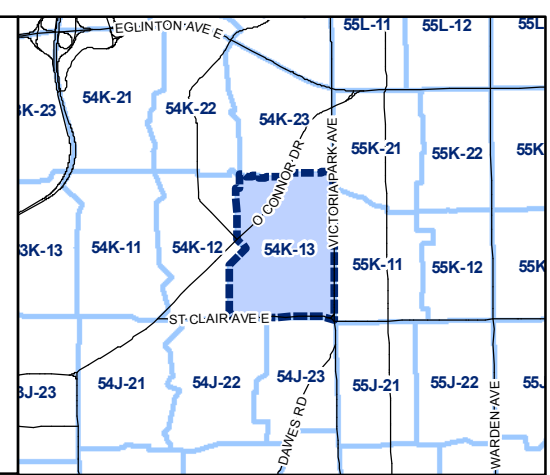 EGLINTON AVE E
55L-11
55L-12
55L
3K-23
54K-21
54K-22
54K-23
O CONNOR DR
VICTORIA PARK AVE
55K-21
55K-22
55K
3K-13
54K-11
54K-12
54K-13
55K-11
55K-12
55K
ST CLAIR AVE E
3J-23
54J-21
54J-22
54J-23
DAWES RD
55J-21
55J-22
WARDEN AVE
55J